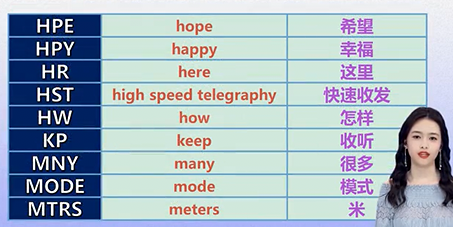 HPE hope 希望
HPY happy 幸福
HR here 这里
HST high speed telegraphy 快速收发
HW how 怎样
KP keep 收听
MNY many 很多
MODE mode 模式
MTRS meters 米